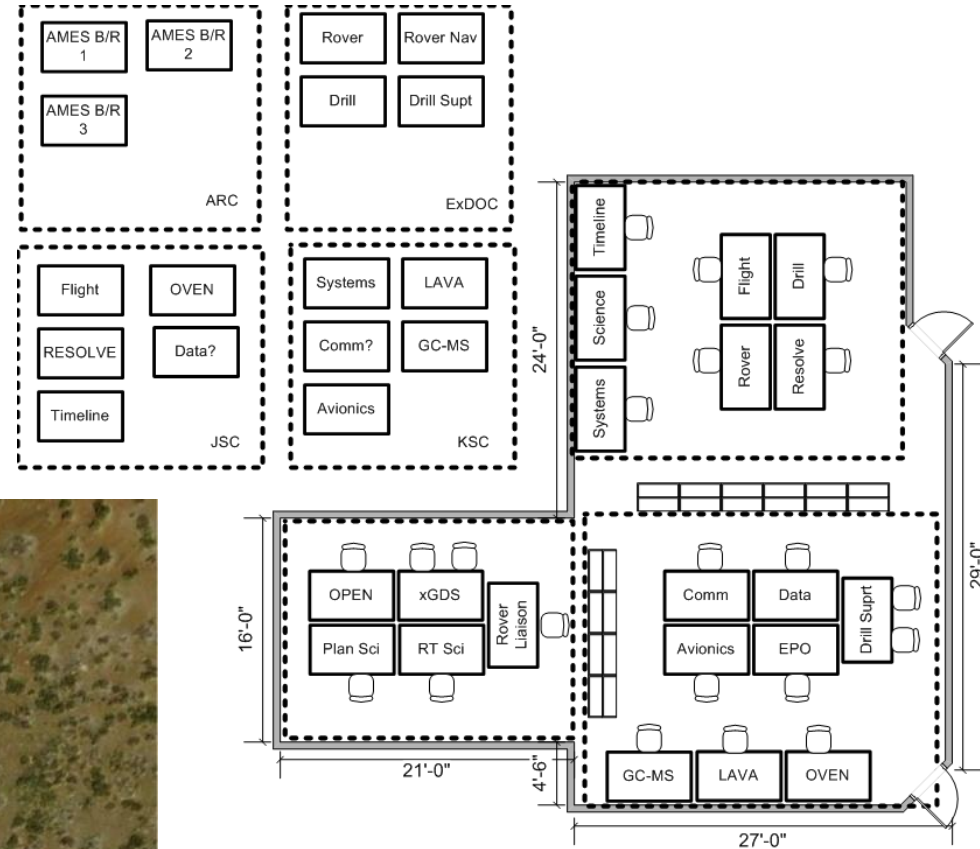 AMES B/R
1
AMES B/R
2
AMES B/R
3
ARC
Rover
Rover Nav
Drill
Drill Supt
ExDOC
Flight
OVEN
RESOLVE
Data?
Timeline
JSC
Systems
LAVA
Comm?
GC-MS
Avionics
KSC
24'-0"
Timeline
Science
Systems
Flight
Drill
Rover
Resolve
29'-0"
16'-0"
OPEN
xGDS
Plan Sci
RT Sci
Rover
Liaison
21'-0"
4'-6"
Comm
Data
Avionics
EPO
Drill Suprt
GC-MS
LAVA
OVEN
27'-0"